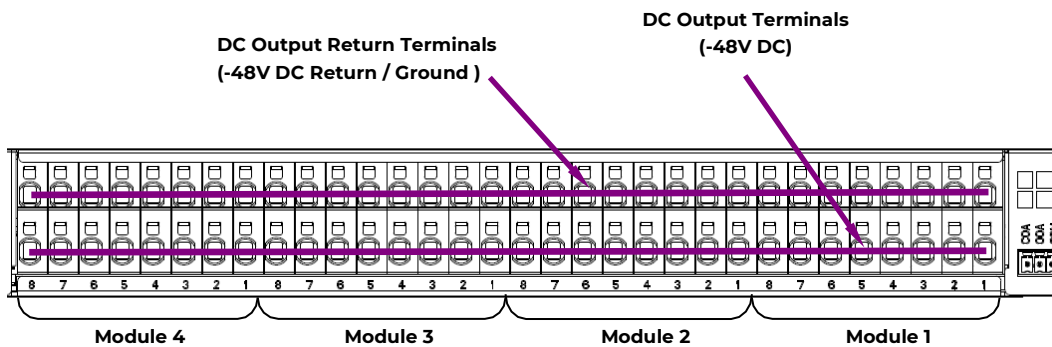 DC Output Terminals
(-48V DC)
DC Output Return Terminals
(-48V DC Return / Ground )
8 7 6 5 4 3 2 1 8 7 6 5 4 3 2 1 8 7 6 5 4 3 2 1 8 7 6 5 4 3 2 1
Module 4 Module 3 Module 2 Module 1